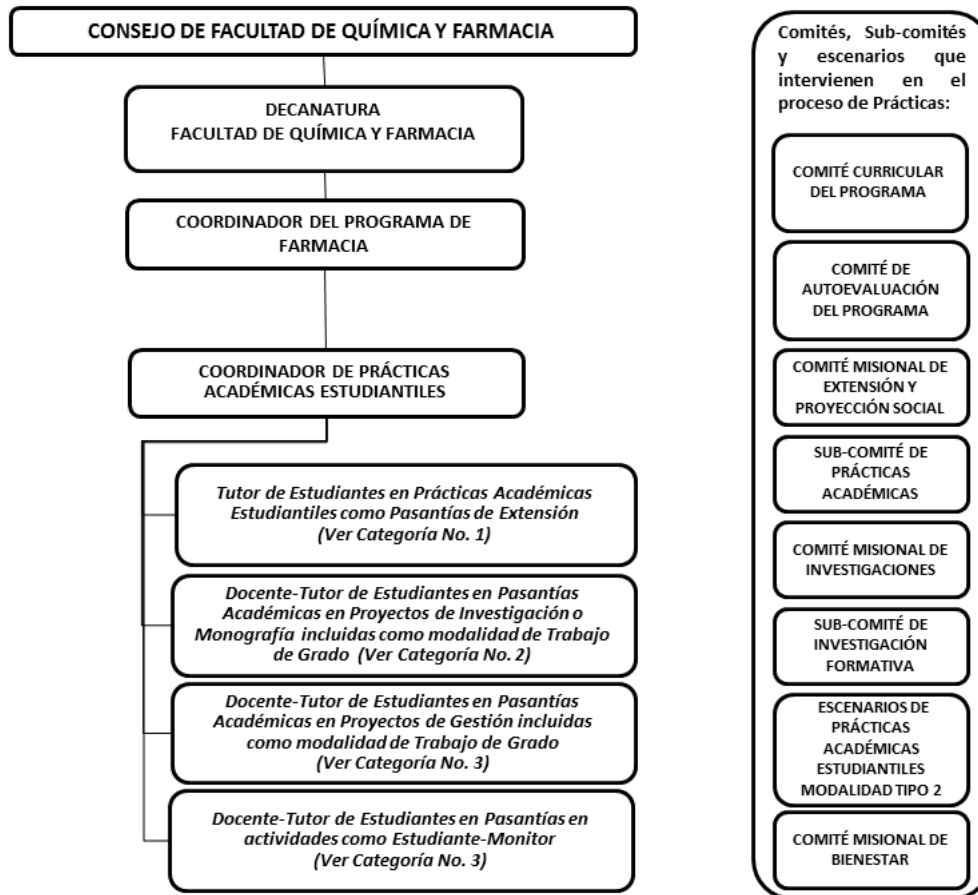 CONSEJO DE FACULTAD DE QUÍMICA Y FARMACIA
DECANATURA
FACULTAD DE QUÍMICA Y FARMACIA
COORDINADOR DEL PROGRAMA DE
FARMACIA
COORDINADOR DE PRÁCTICAS
ACADÉMICAS ESTUDIANTILES
Tutor de Estudiantes en Prácticas Académicas
Estudiantiles como Pasantías de Extensión
(Ver Categoría No. 1)
Docente-Tutor de Estudiantes en Pasantías
Académicas en Proyectos de Investigación o
Monografía incluidas como modalidad de Trabajo
de Grado (Ver Categoría No. 2)
Docente-Tutor de Estudiantes en Pasantías
Académicas en Proyectos de Gestión incluidas
como modalidad de Trabajo de Grado
(Ver Categoría No. 3)
Docente-Tutor de Estudiantes en Pasantías en
actividades como Estudiante-Monitor
(Ver Categoría No. 3)
Comités, Sub-comités
y escenarios que
intervienen en el
proceso de Prácticas:
COMITÉ CURRICULAR
DEL PROGRAMA
COMITÉ DE
AUTOEVALUACIÓN
DEL PROGRAMA
COMITÉ MISIONAL DE
EXTENSIÓN Y
PROYECCIÓN SOCIAL
SUB-COMITÉ DE
PRÁCTICAS
ACADÉMICAS
COMITÉ MISIONAL DE
INVESTIGACIONES
SUB-COMITÉ DE
INVESTIGACIÓN
FORMATIVA
ESCENARIOS DE
PRÁCTICAS
ACADÉMICAS
ESTUDIANTILES
MODALIDAD TIPO 2
COMITÉ MISIONAL DE
BIENESTAR